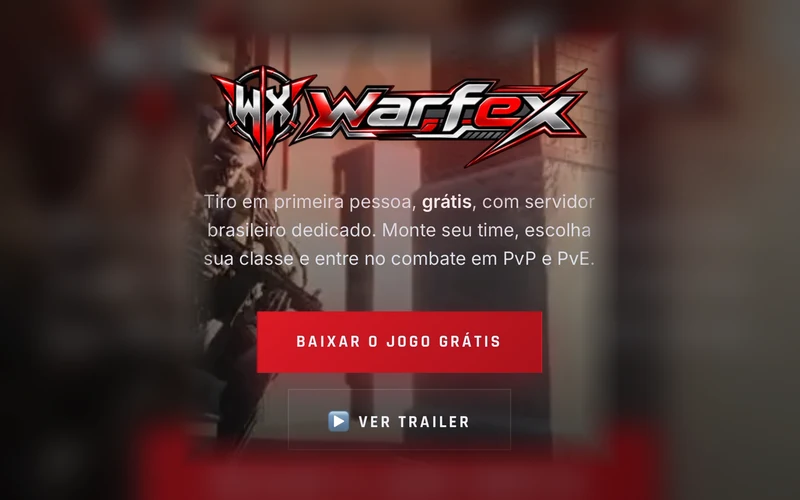 WX Warfex
Tiro em primeira pessoa, grátis, com servidor
brasileiro dedicado. Monte seu time, escolha
sua classe e entre no combate em PvP e PvE.
BAIXAR O JOGO GRÁTIS
VER TRAILER